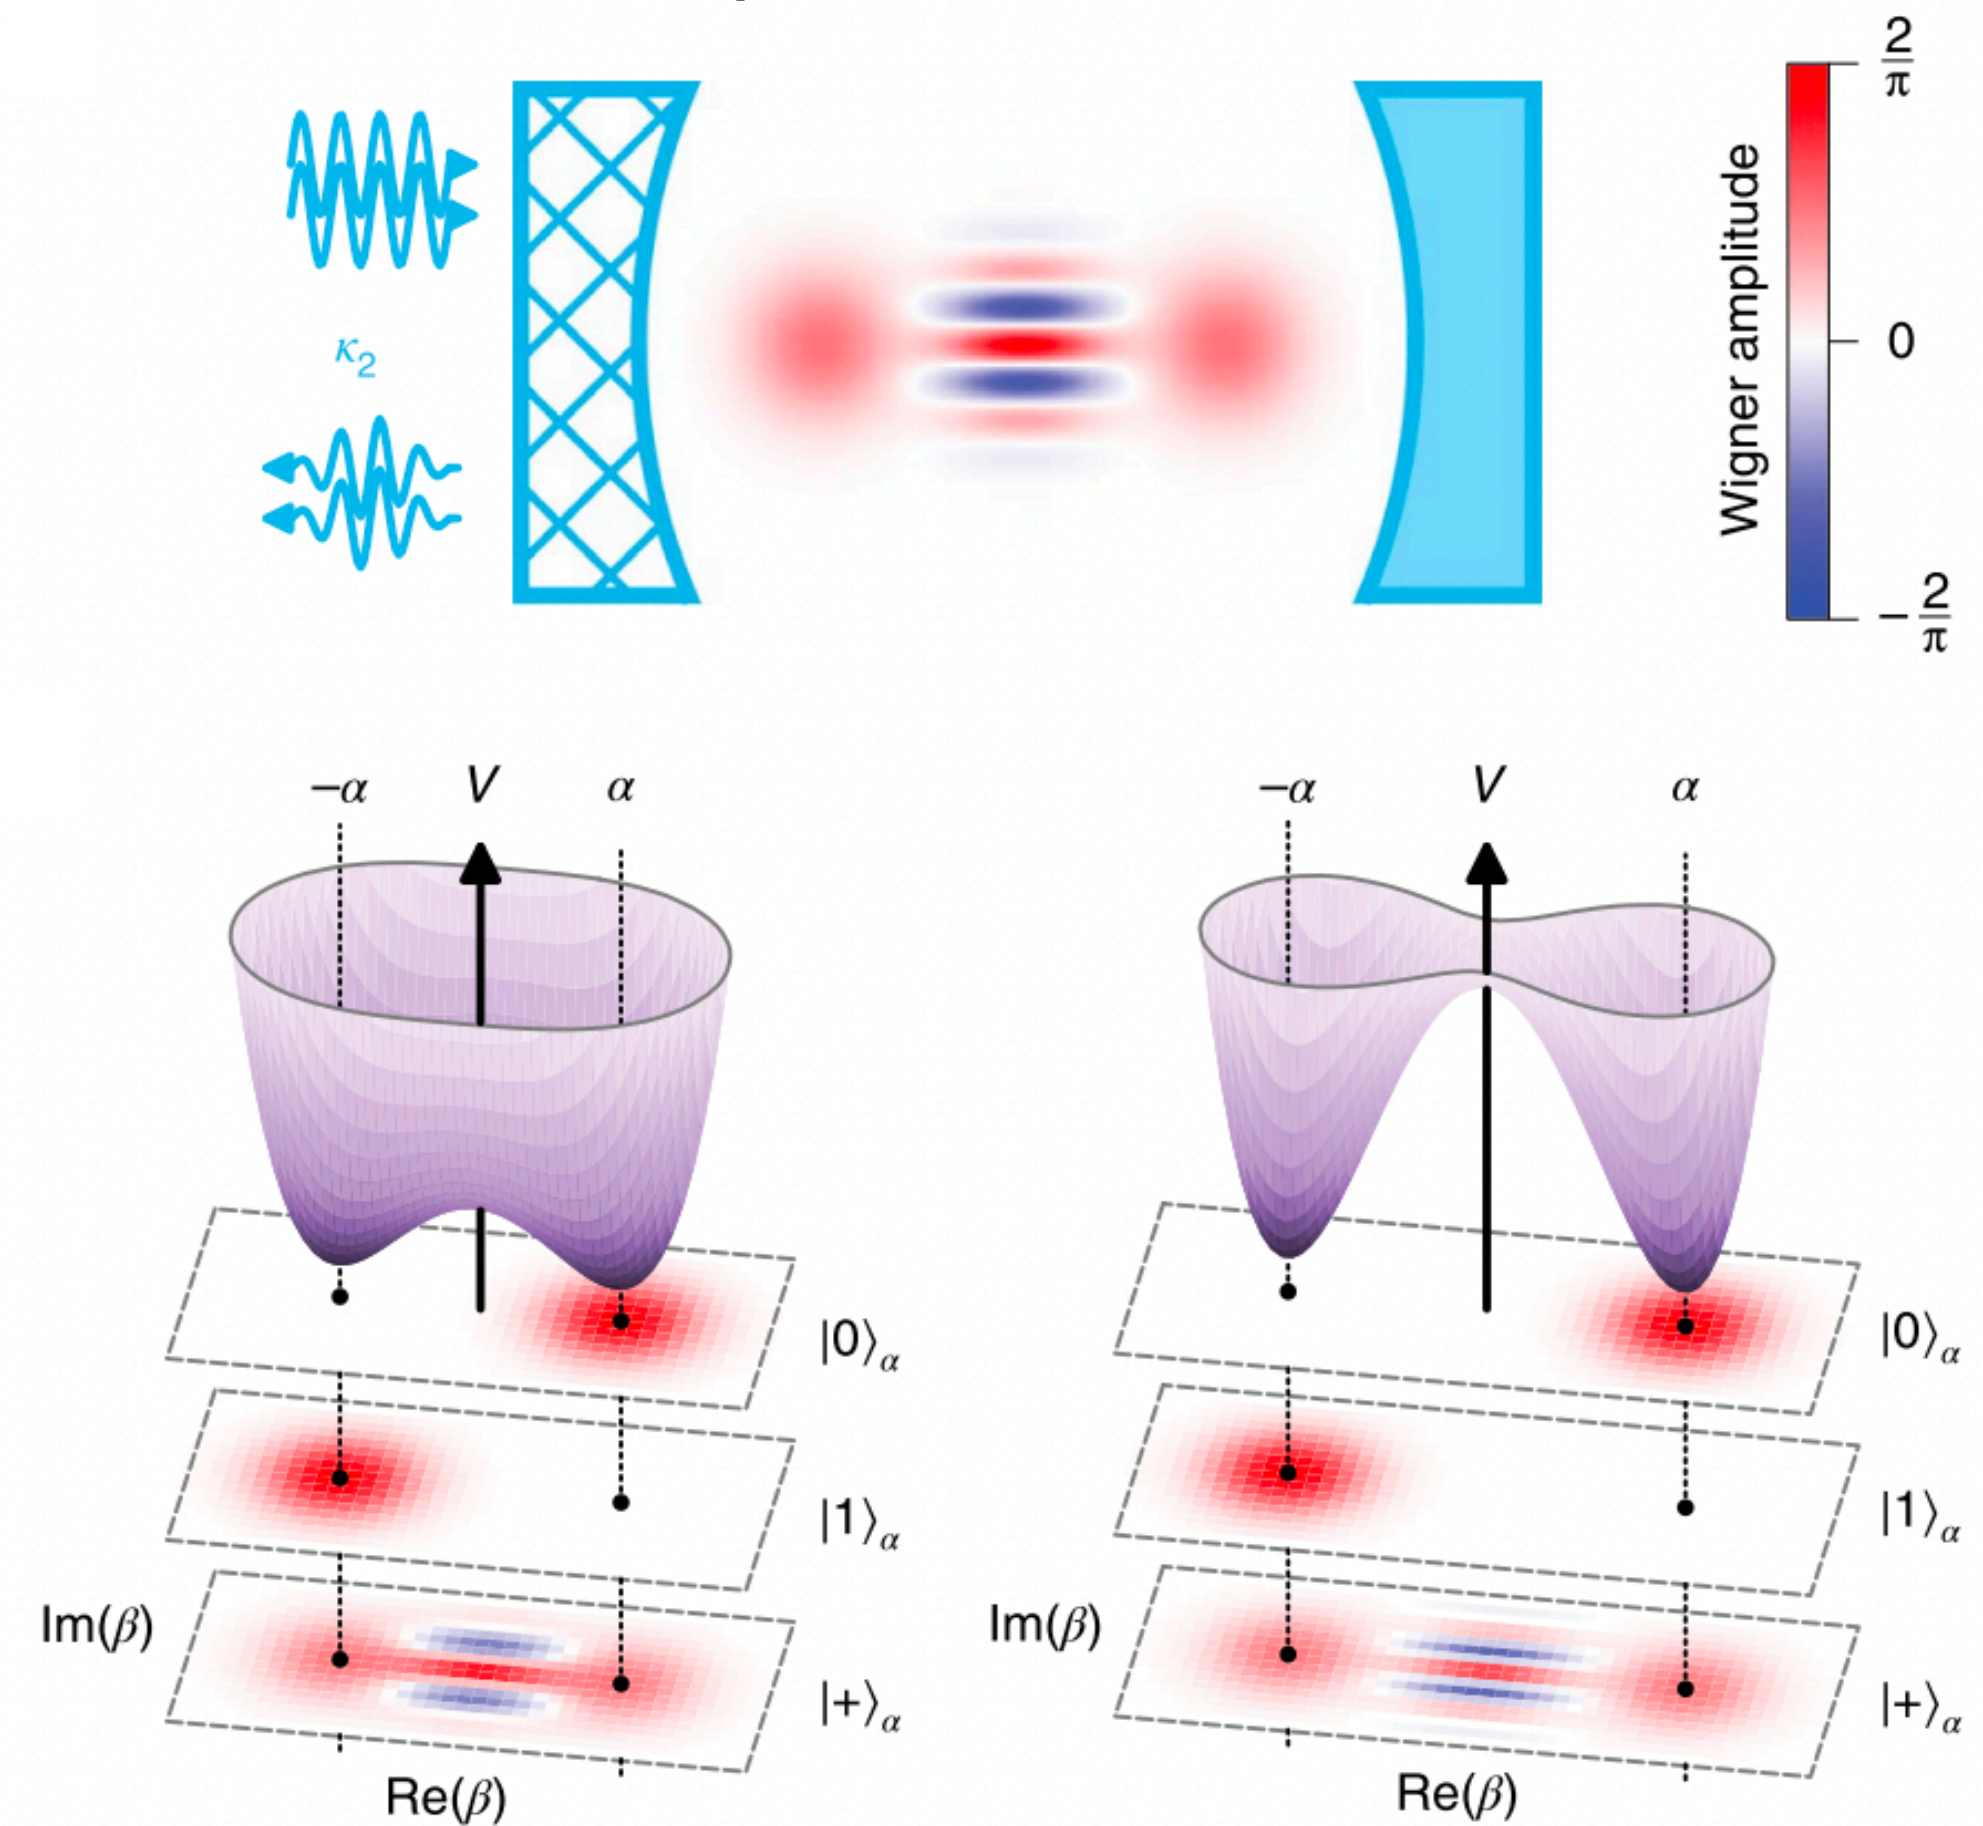 2/π
κ₂
Wigner amplitude
0
−2/π
−α V α
−α V α
|0⟩α
|0⟩α
|1⟩α
|1⟩α
Im(β)
Im(β)
|+⟩α
|+⟩α
Re(β)
Re(β)